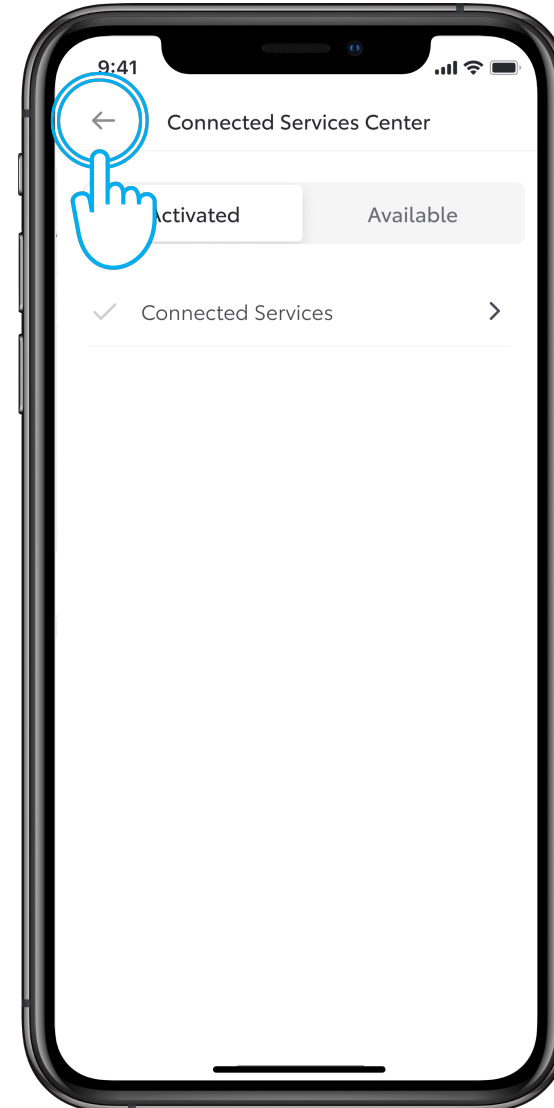 9:41
Connected Services Center
Activated Available
Connected Services